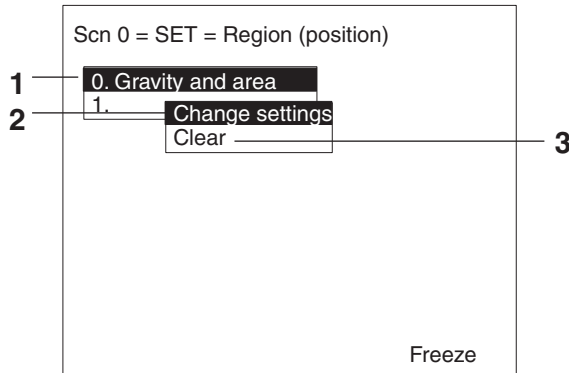 Scn 0 = SET = Region (position)
1
0. Gravity and area
1.
2
Change settings
Clear
3
Freeze